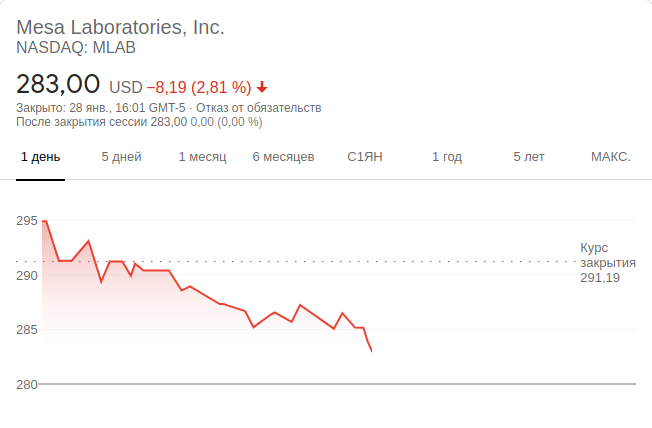 Mesa Laboratories, Inc.
NASDAQ: MLAB
283,00 USD −8,19 (2,81 %)
Закрыто: 28 янв., 16:01 GMT-5 · Отказ от обязательств
После закрытия сессии 283,00 0,00 (0,00 %)
1 день 5 дней 1 месяц 6 месяцев С1ЯН 1 год 5 лет МАКС.
295
Курс
закрытия
291,19
290
285
280